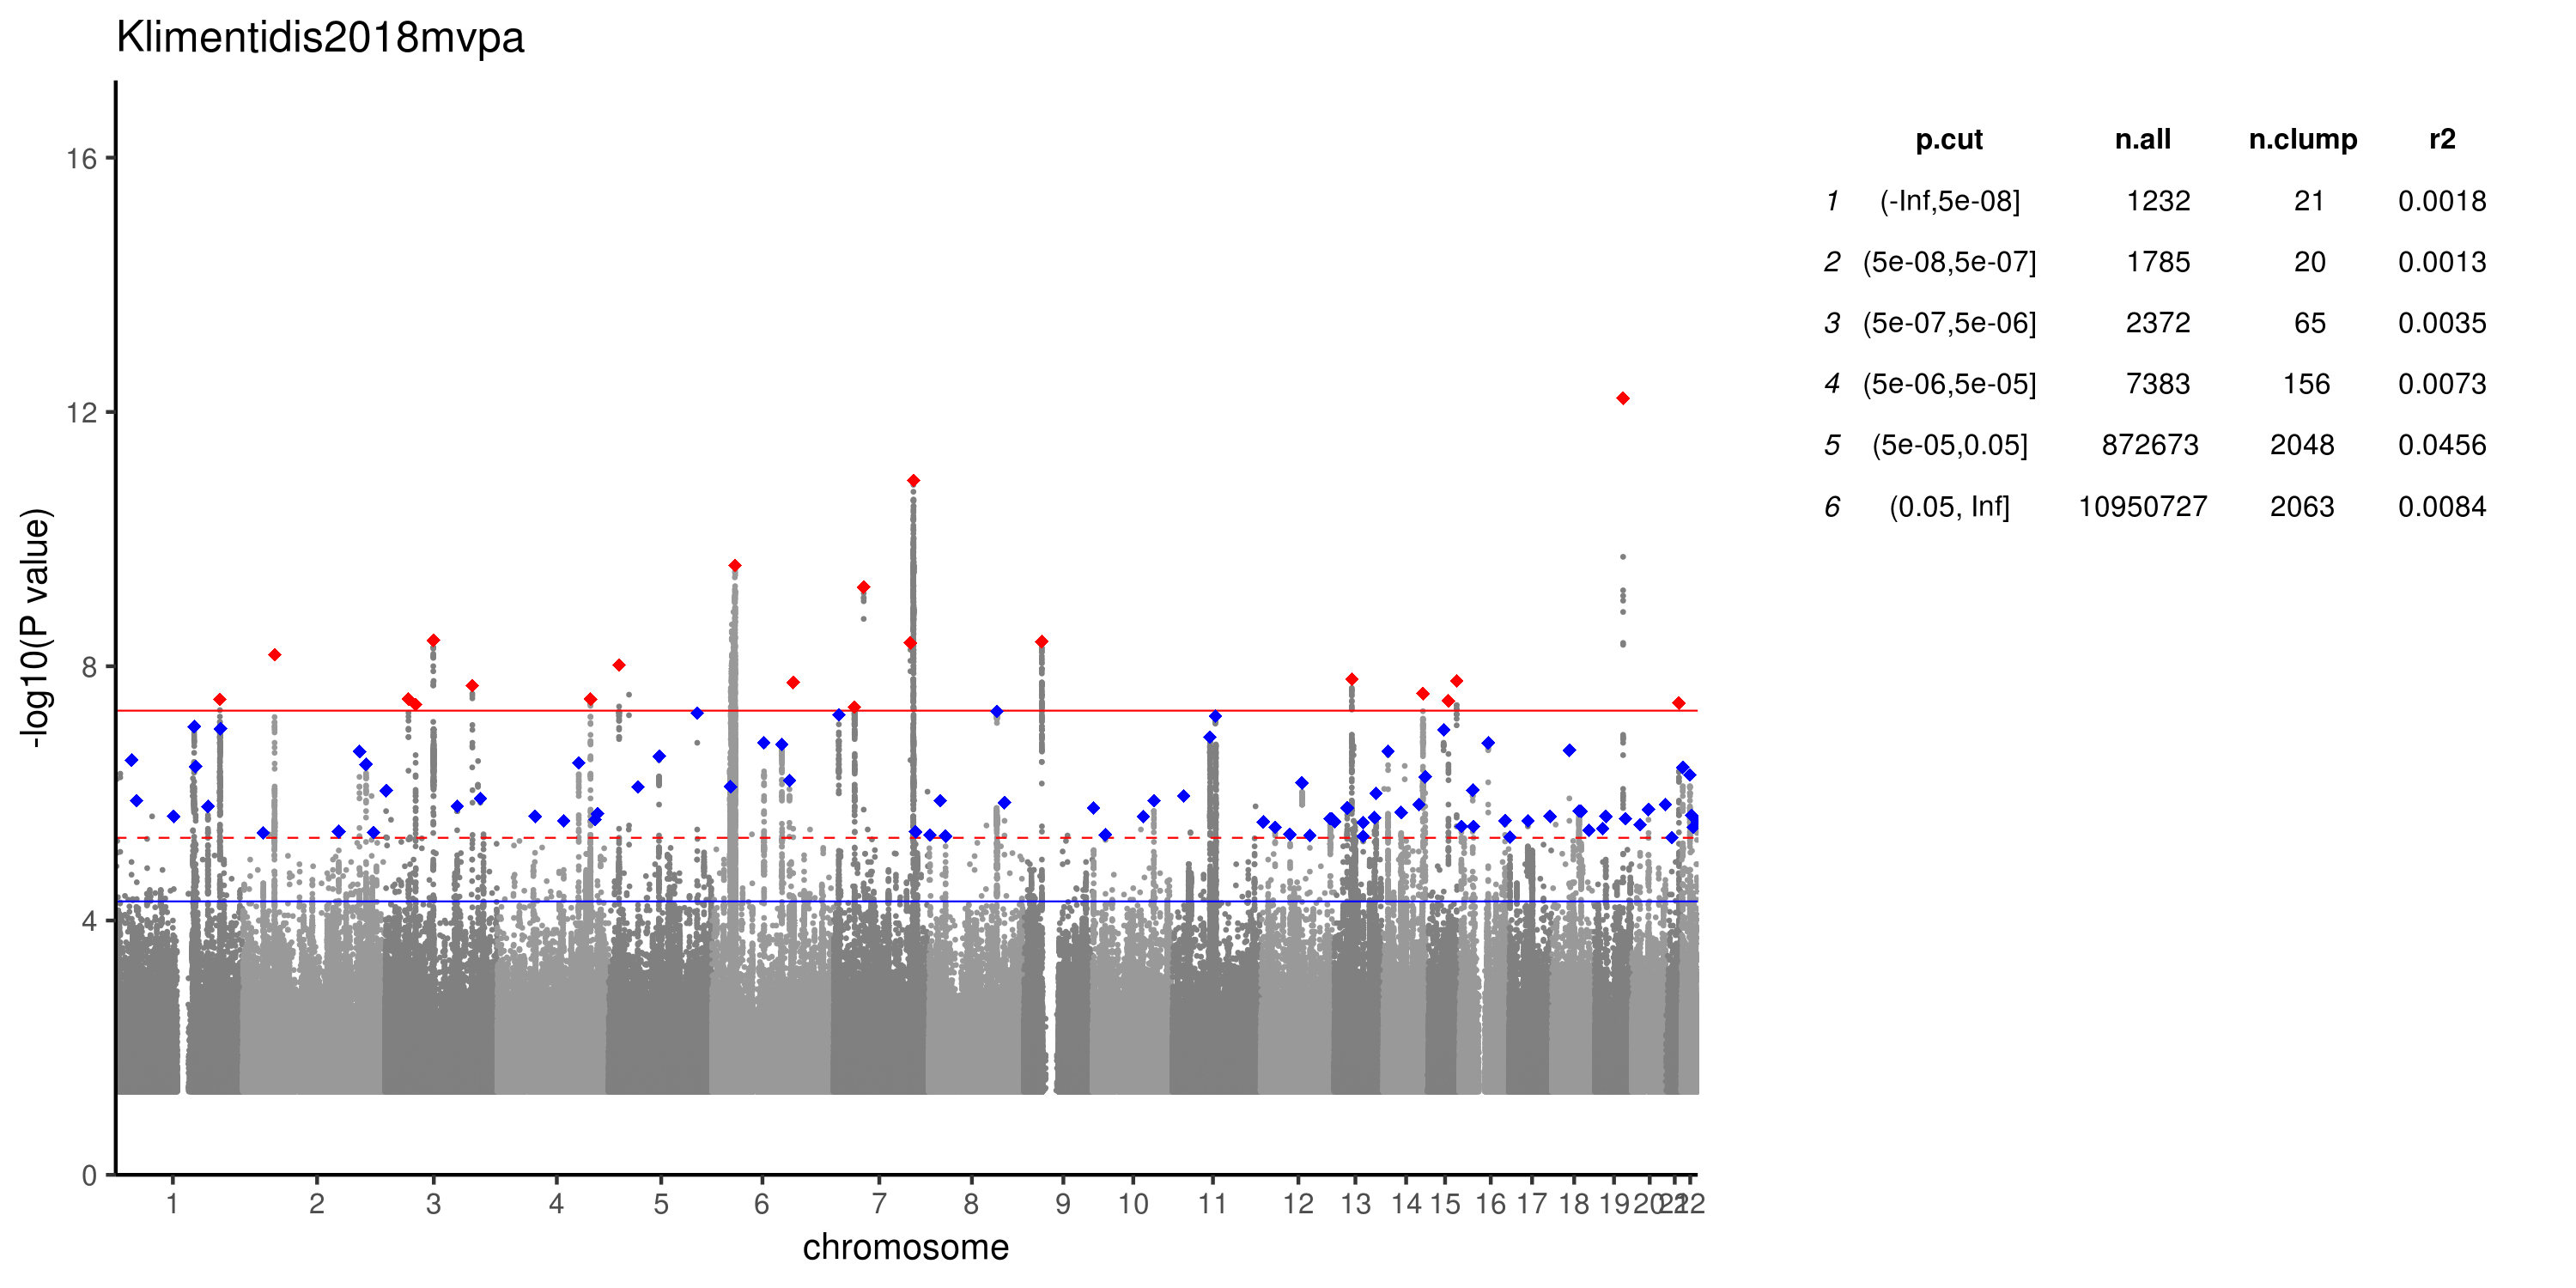 Klimentidis2018mvpa
p.cut n.all n.clump r2
1 (-Inf,5e-08] 1232 21 0.0018
2 (5e-08,5e-07] 1785 20 0.0013
3 (5e-07,5e-06] 2372 65 0.0035
4 (5e-06,5e-05] 7383 156 0.0073
5 (5e-05,0.05] 872673 2048 0.0456
6 (0.05, Inf] 10950727 2063 0.0084
-log10(P value)
16
12
8
4
0
1 2 3 4 5 6 7 8 9 10 11 12 13 14 15 16 17 18 19 20 21 22
chromosome